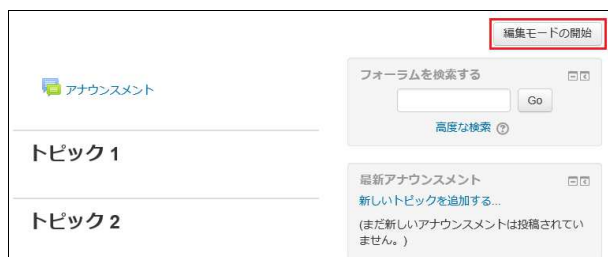 編集モードの開始
アナウンスメント
トピック 1
トピック 2
フォーラムを検索する
Go
高度な検索 ?
最新アナウンスメント
新しいトピックを追加する...
(まだ新しいアナウンスメントは投稿されてい
ません。)